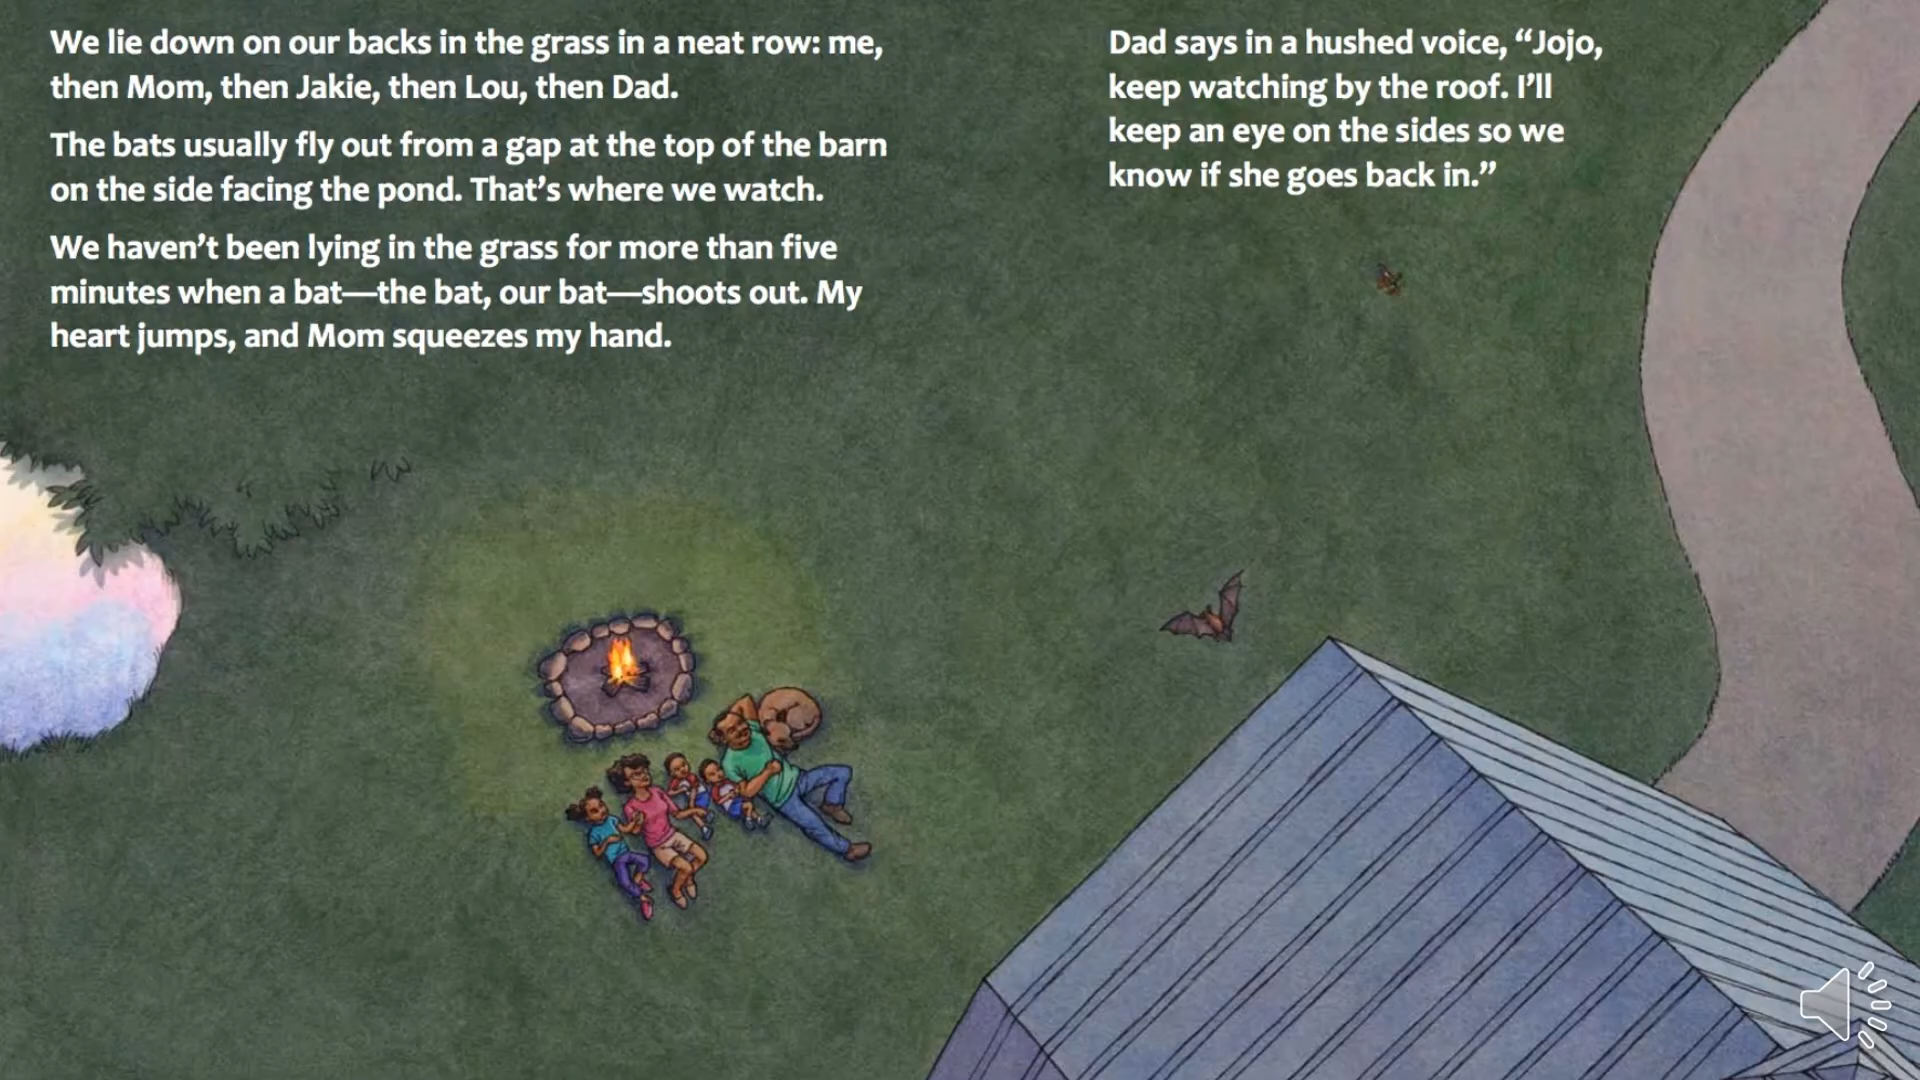 We lie down on our backs in the grass in a neat row: me,
then Mom, then Jakie, then Lou, then Dad.
The bats usually fly out from a gap at the top of the barn
on the side facing the pond. That’s where we watch.
We haven’t been lying in the grass for more than five
minutes when a bat—the bat, our bat—shoots out. My
heart jumps, and Mom squeezes my hand.
Dad says in a hushed voice, “Jojo,
keep watching by the roof. I’ll
keep an eye on the sides so we
know if she goes back in.”